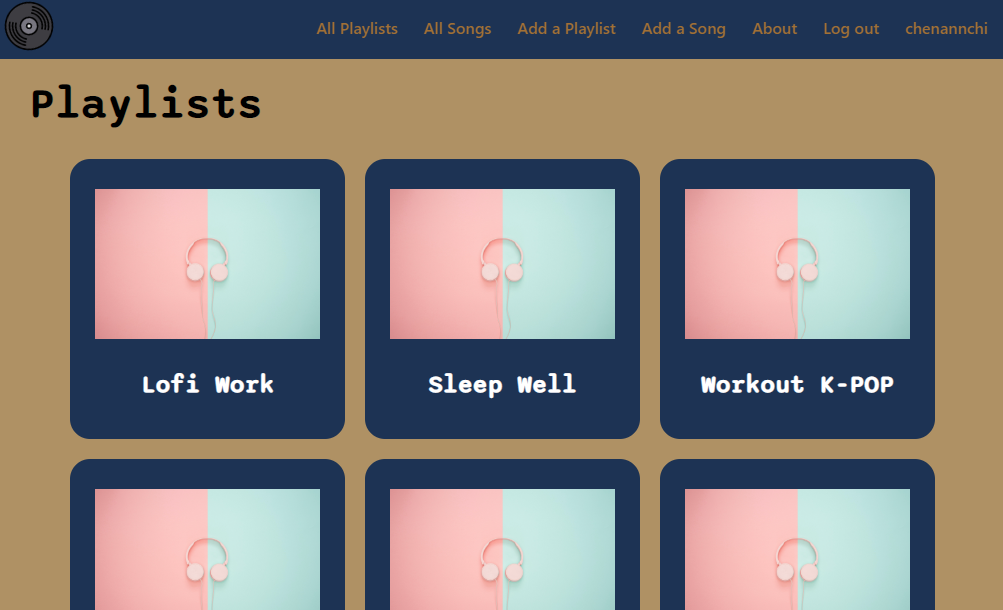 All Playlists All Songs Add a Playlist Add a Song About Log out chenannchi
Playlists
Lofi Work Sleep Well Workout K-POP